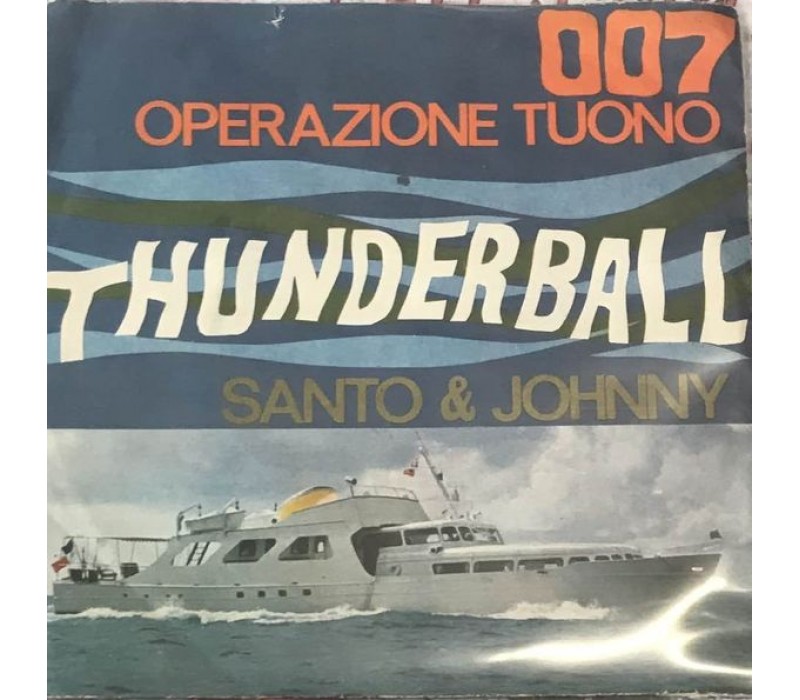 007
OPERAZIONE TUONO
THUNDERBALL
SANTO & JOHNNY